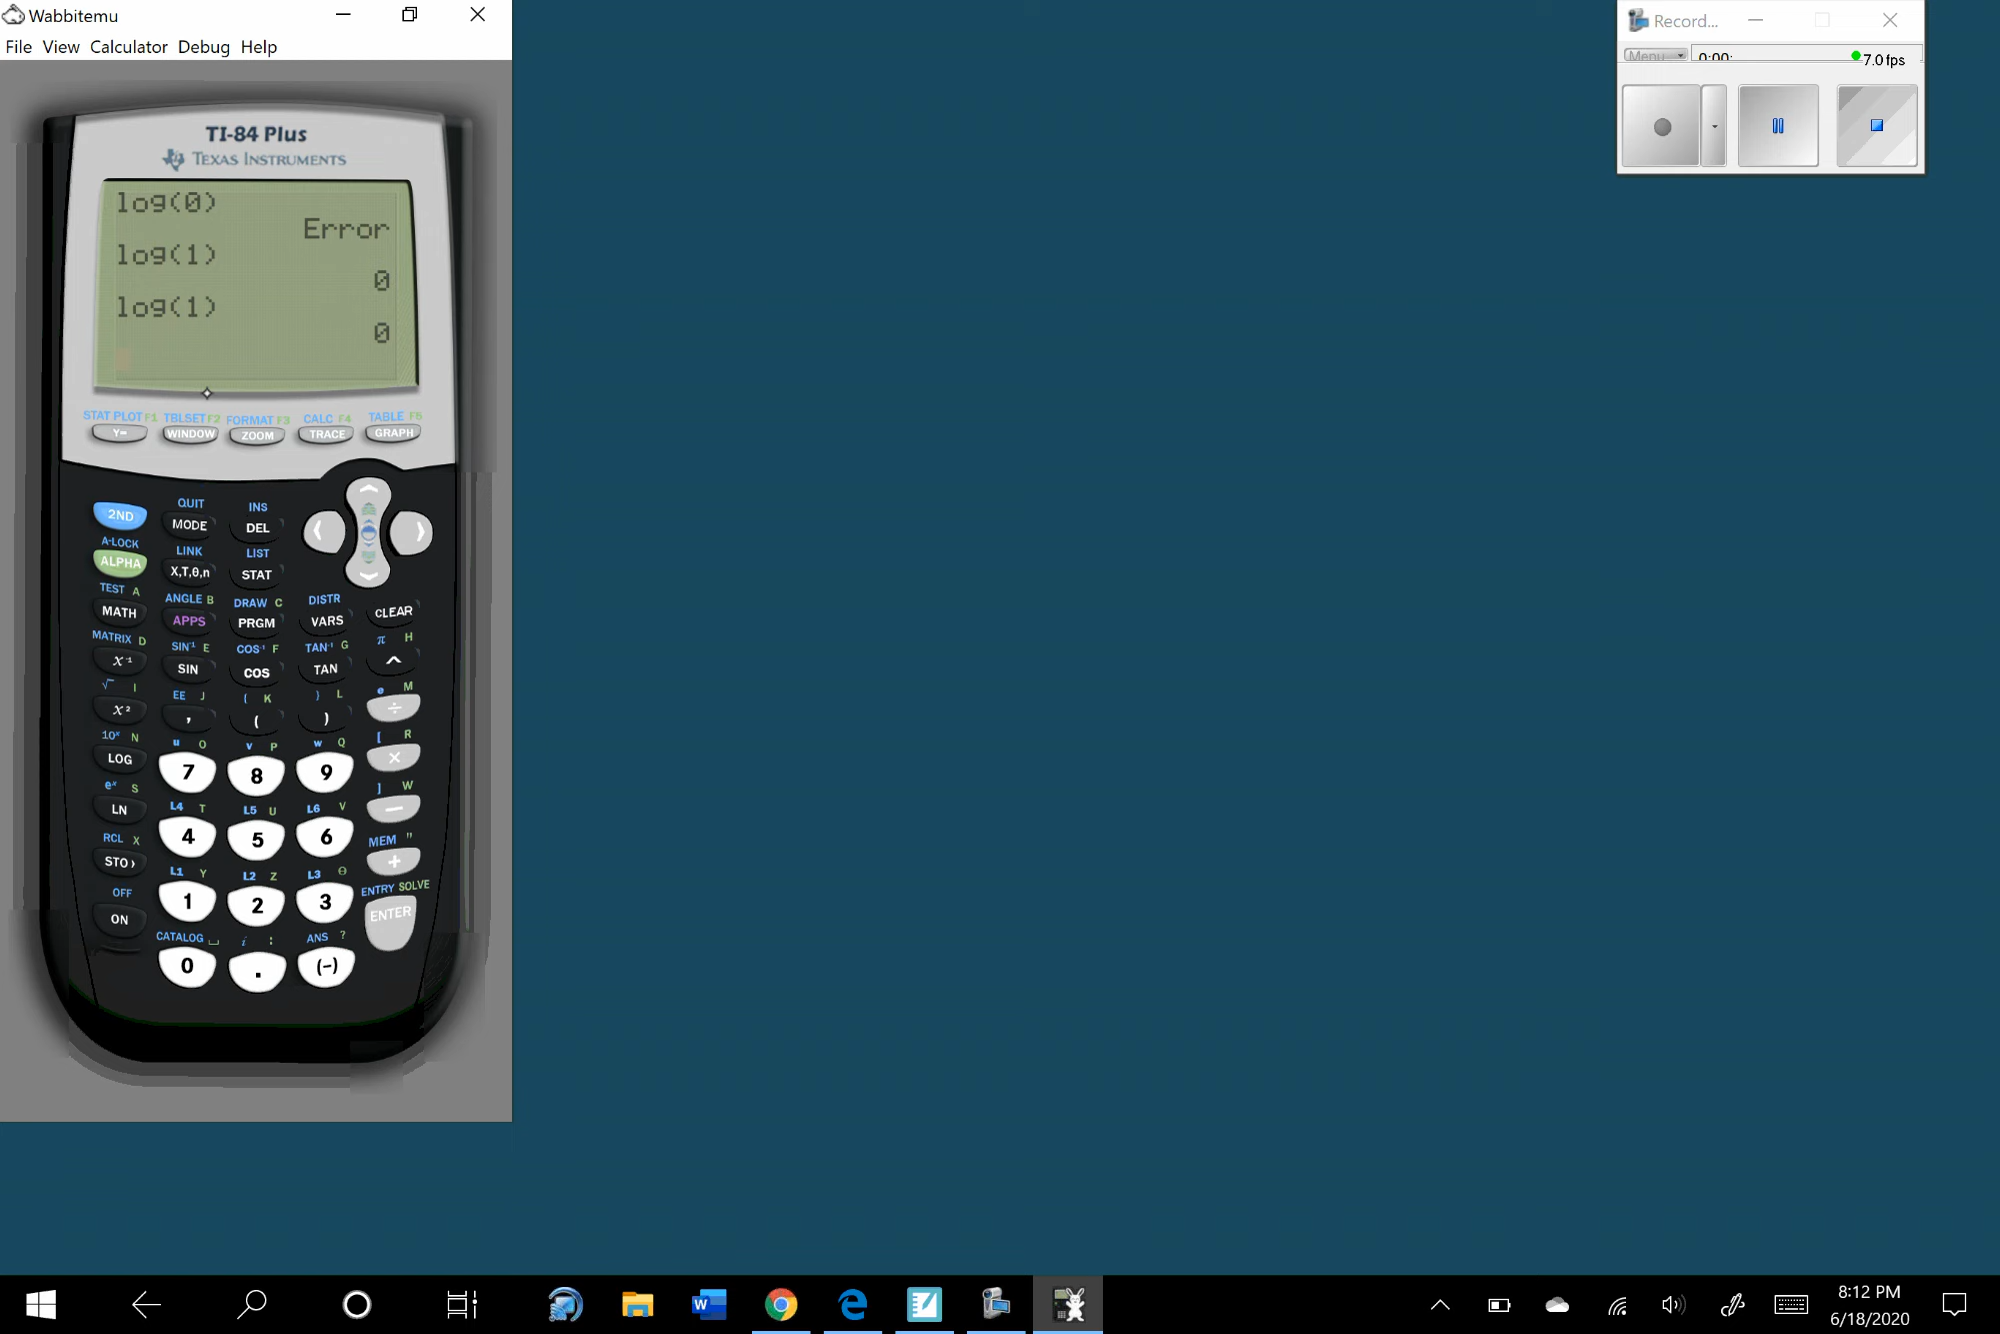 Wabbitemu
File View Calculator Debug Help
TI-84 Plus
TEXAS INSTRUMENTS
log(0)
Error
log(1)
0
log(1)
0
STAT PLOT F1 TBLSET F2 FORMAT F3 CALC F4 TABLE F5
Y= WINDOW ZOOM TRACE GRAPH
QUIT INS
2ND MODE DEL
A-LOCK LINK LIST
ALPHA X,T,θ,n STAT
TEST A ANGLE B DRAW C DISTR
MATH APPS PRGM VARS CLEAR
MATRIX D SIN⁻¹ E COS⁻¹ F TAN⁻¹ G π H
X⁻¹ SIN COS TAN ^
√ I EE J { K } L e M
X² , ( ) ÷
10ˣ N u O v P w Q [ R
LOG 7 8 9 ×
eˣ S L4 T L5 U L6 V ] W
LN 4 5 6 −
RCL X L1 Y L2 Z L3 θ MEM "
STO› 1 2 3 +
OFF CATALOG ⎵ i : ANS ? ENTRY SOLVE
ON 0 . (-) ENTER
Record...
Menu 0:00: 7.0 fps
8:12 PM
6/18/2020